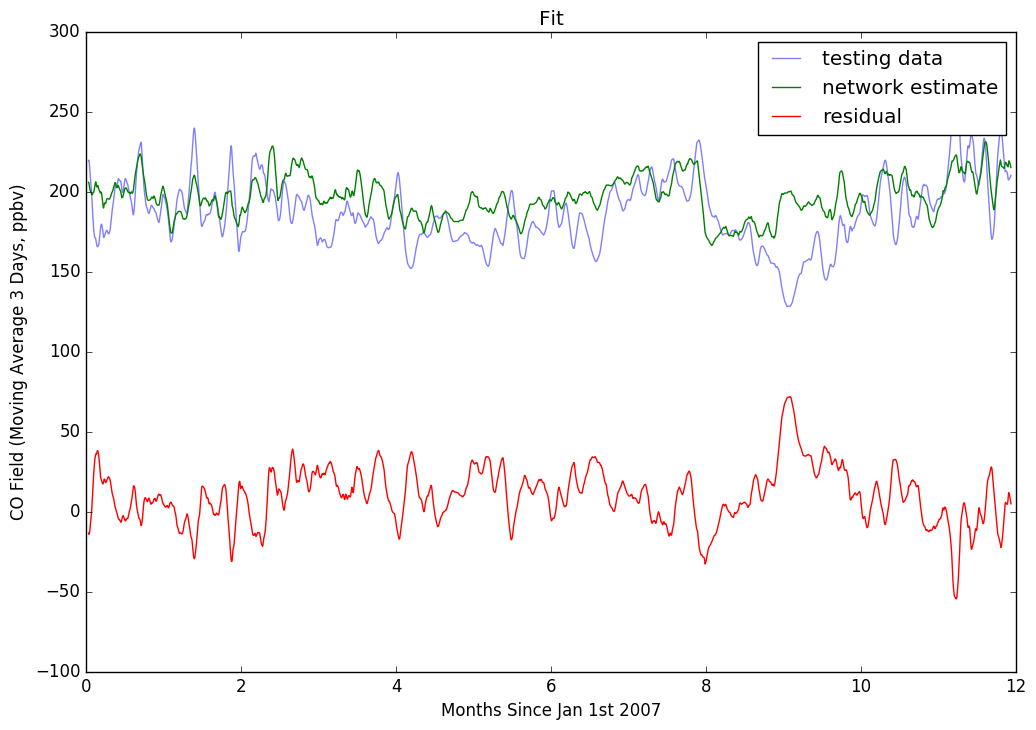 Fit
300
250
200
150
100
50
0
−50
−100
CO Field (Moving Average 3 Days, ppbv)
testing data
network estimate
residual
0 2 4 6 8 10 12
Months Since Jan 1st 2007